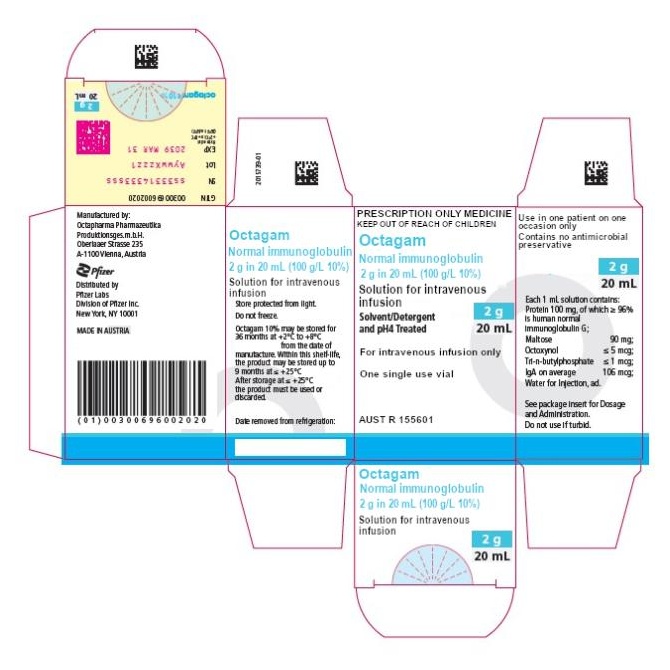 octagam
2 g
20 mL
EXP 2039 MAR 31
Lot AywwXzzz1
SN ss3351433ssss
GTIN 00300696002020
Manufactured by:
Octapharma Pharmazeutika
Produktionsges.m.b.H.
Oberlaaer Strasse 235
A-1100 Vienna, Austria
Pfizer
Distributed by
Pfizer Labs
Division of Pfizer Inc.
New York, NY 10001
MADE IN AUSTRIA
(01)00300696002020
Octagam
Normal immunoglobulin
2 g in 20 mL (100 g/L 10%)
Solution for intravenous
infusion
Store protected from light.
Do not freeze.
Octagam 10% may be stored for
36 months at +2°C to +8°C
from the date of
manufacture. Within this shelf-life,
the product may be stored up to
9 months at ≤ +25°C
After storage at ≤ +25°C
the product must be used or
discarded.
Date removed from refrigeration:
PRESCRIPTION ONLY MEDICINE
KEEP OUT OF REACH OF CHILDREN
Octagam
Normal immunoglobulin
2 g in 20 mL (100 g/L 10%)
Solution for intravenous
infusion
Solvent/Detergent
and pH4 Treated
2 g
20 mL
For intravenous infusion only
One single use vial
AUST R 155601
Use in one patient on one
occasion only
Contains no antimicrobial
preservative
2 g
20 mL
Each 1 mL solution contains:
Protein 100 mg, of which ≥ 96%
is human normal
immunoglobulin G;
Maltose 90 mg;
Octoxynol ≤ 5 mcg;
Tri-n-butylphosphate ≤ 1 mcg;
IgA on average 106 mcg;
Water for Injection, ad.
See package insert for Dosage
and Administration.
Do not use if turbid.
Octagam
Normal immunoglobulin
2 g in 20 mL (100 g/L 10%)
Solution for intravenous
infusion
2 g
20 mL